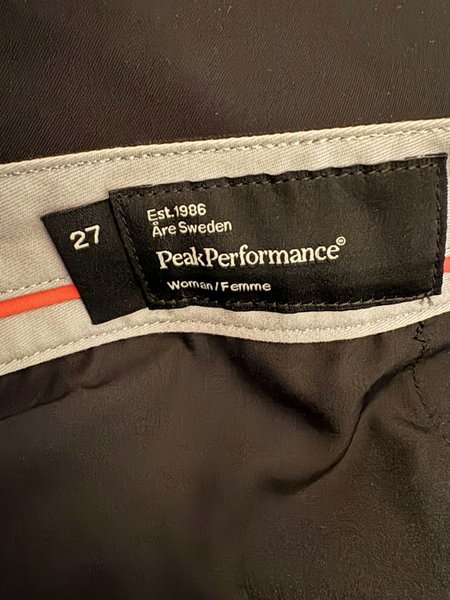 27
Est.1986
Åre Sweden
PeakPerformance®
Woman/Femme